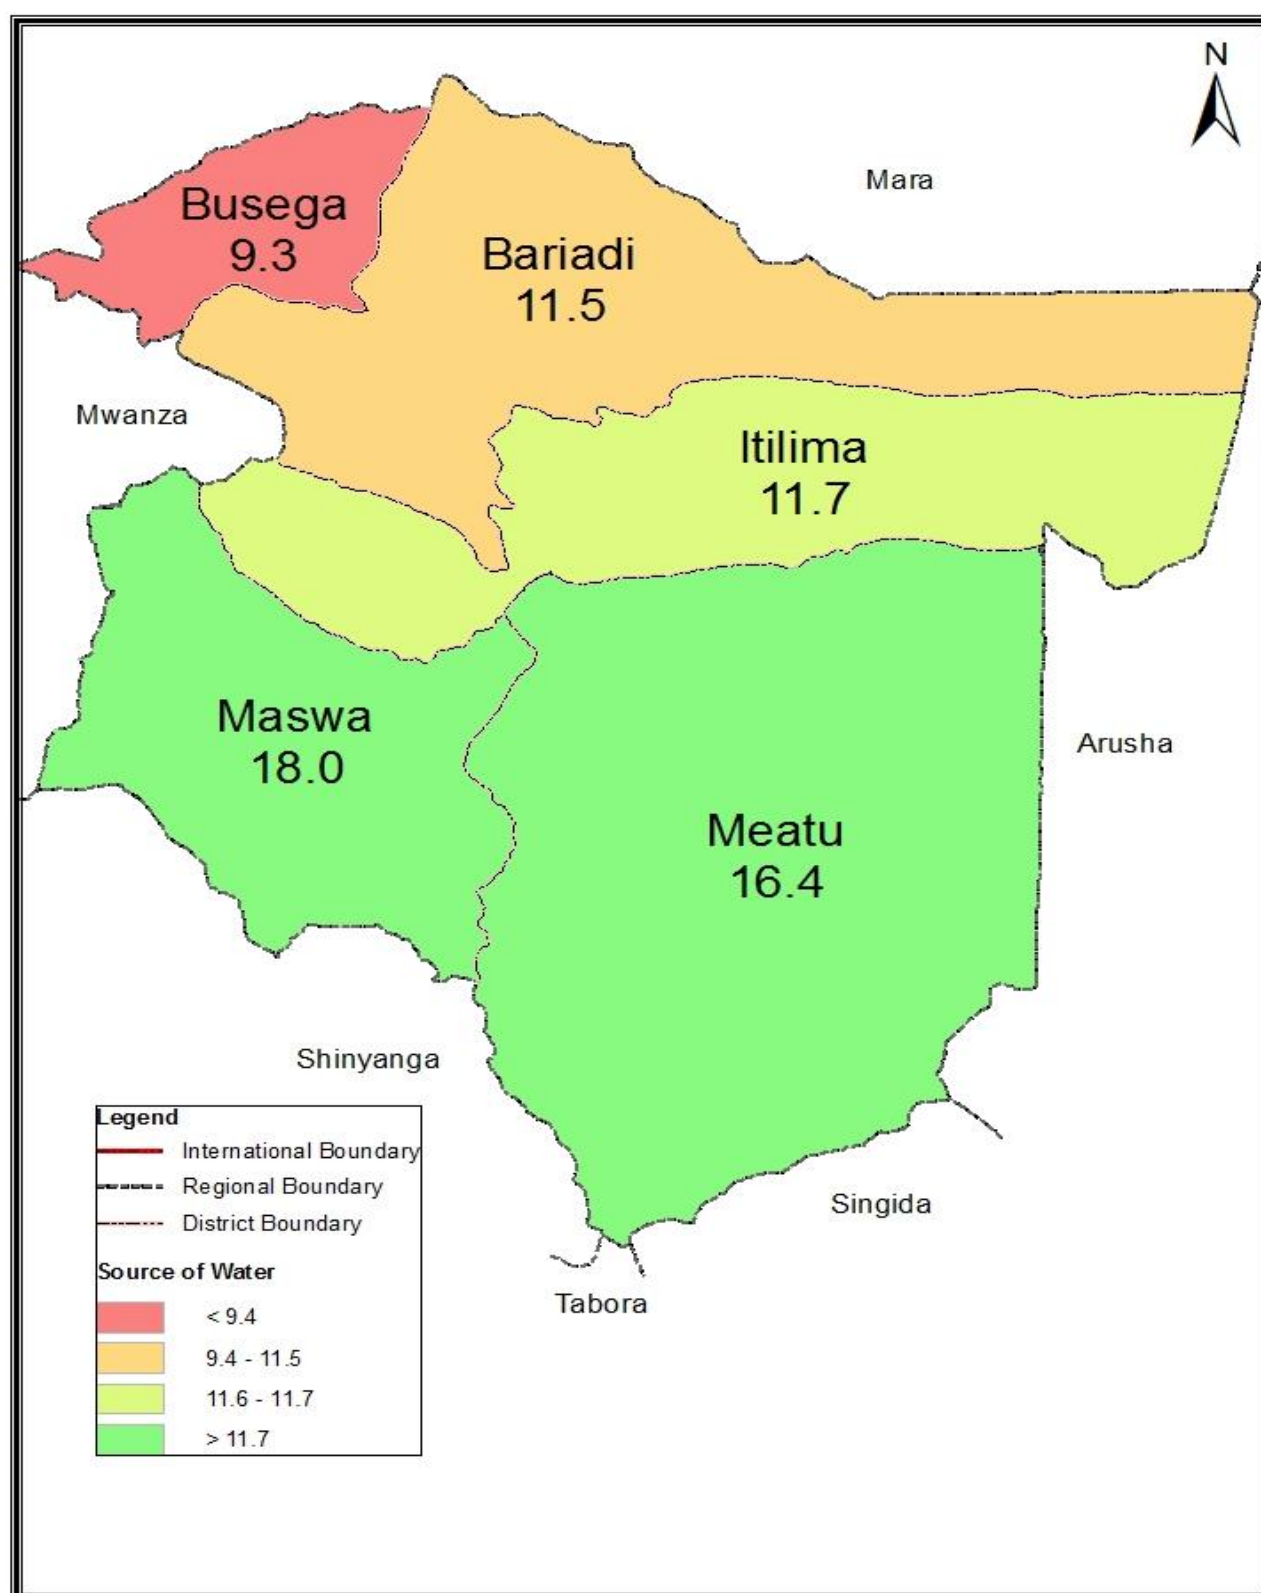 N
Mara
Busega
9.3
Bariadi
11.5
Mwanza
Itilima
11.7
Maswa
18.0
Arusha
Meatu
16.4
Shinyanga
Legend
International Boundary
Regional Boundary
District Boundary
Source of Water
< 9.4
9.4 - 11.5
11.6 - 11.7
> 11.7
Singida
Tabora